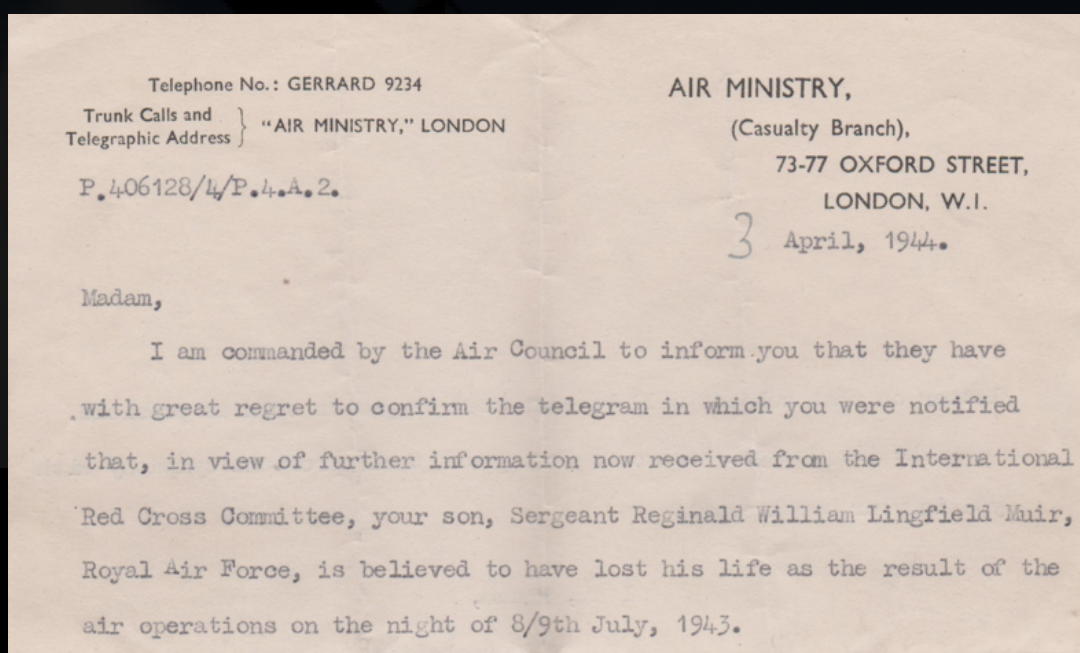 Telephone No.: GERRARD 9234
Trunk Calls and
Telegraphic Address } "AIR MINISTRY," LONDON
P.406128/4/P.4.A.2.
AIR MINISTRY,
(Casualty Branch),
73-77 OXFORD STREET,
LONDON, W.1.
3 April, 1944.
Madam,
I am commanded by the Air Council to inform you that they have
with great regret to confirm the telegram in which you were notified
that, in view of further information now received from the International
Red Cross Committee, your son, Sergeant Reginald William Lingfield Muir,
Royal Air Force, is believed to have lost his life as the result of the
air operations on the night of 8/9th July, 1943.